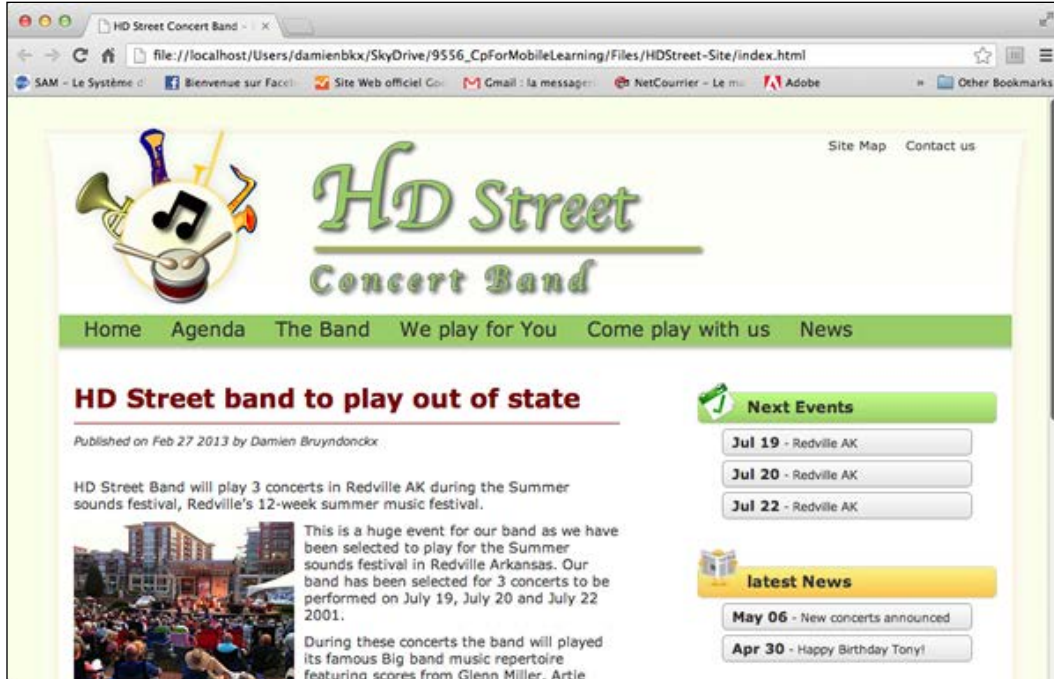 HD Street Concert Band -
file://localhost/Users/damienbkx/SkyDrive/9556_CpForMobileLearning/Files/HDStreet-Site/index.html
SAM – Le Système d Bienvenue sur Face Site Web officiel Goo Gmail : la messager NetCourrier – Le m Adobe » Other Bookmarks
Site Map Contact us
HD Street
Concert Band
Home Agenda The Band We play for You Come play with us News
HD Street band to play out of state
Published on Feb 27 2013 by Damien Bruyndonckx
HD Street Band will play 3 concerts in Redville AK during the Summer
sounds festival, Redville's 12-week summer music festival.
This is a huge event for our band as we have
been selected to play for the Summer
sounds festival in Redville Arkansas. Our
band has been selected for 3 concerts to be
performed on July 19, July 20 and July 22
2001.
During these concerts the band will played
its famous Big band music repertoire
featuring scores from Glenn Miller, Artie
Next Events
Jul 19 - Redville AK
Jul 20 - Redville AK
Jul 22 - Redville AK
latest News
May 06 - New concerts announced
Apr 30 - Happy Birthday Tony!